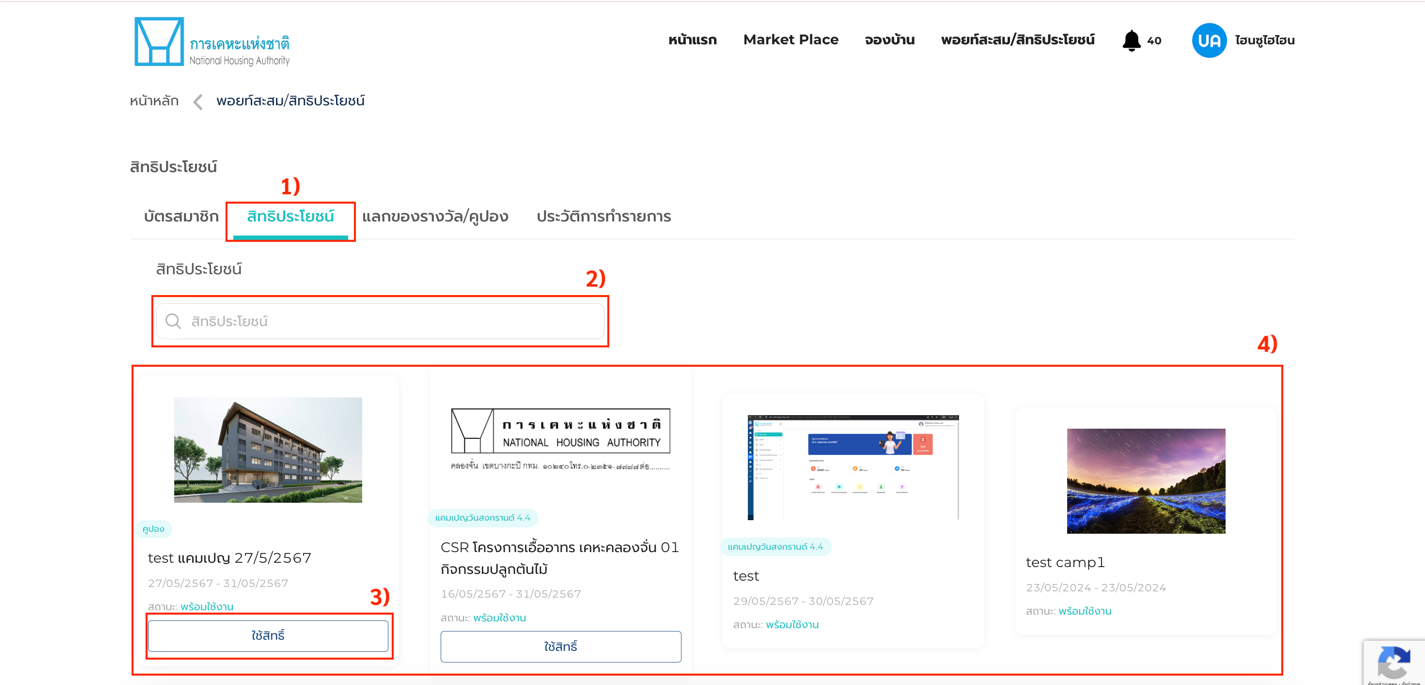 การเคหะแห่งชาติ
National Housing Authority
หน้าแรก Market Place จองบ้าน พอยท์สะสม/สิทธิประโยชน์ 40 UA ไฮนซูไฮไฮน
หน้าหลัก พอยท์สะสม/สิทธิประโยชน์
สิทธิประโยชน์
1)
บัตรสมาชิก สิทธิประโยชน์ แลกของรางวัล/คูปอง ประวัติการทำรายการ
สิทธิประโยชน์
2)
สิทธิประโยชน์
4)
การเคหะแห่งชาติ
NATIONAL HOUSING AUTHORITY
คลองจั่น เขตบางกะปิ กทม. ๑๐๒๔๐
คูปอง
test แคมเปญ 27/5/2567
27/05/2567 - 31/05/2567
สถานะ: พร้อมใช้งาน
3)
ใช้สิทธิ์
แคมเปญวันสงกรานต์ 4.4
CSR โครงการเอื้ออาทร เคหะคลองจั่น 01
กิจกรรมปลูกต้นไม้
16/05/2567 - 31/05/2567
สถานะ: พร้อมใช้งาน
ใช้สิทธิ์
แคมเปญวันสงกรานต์ 4.4
test
29/05/2567 - 30/05/2567
สถานะ: พร้อมใช้งาน
test camp1
23/05/2024 - 23/05/2024
สถานะ: พร้อมใช้งาน